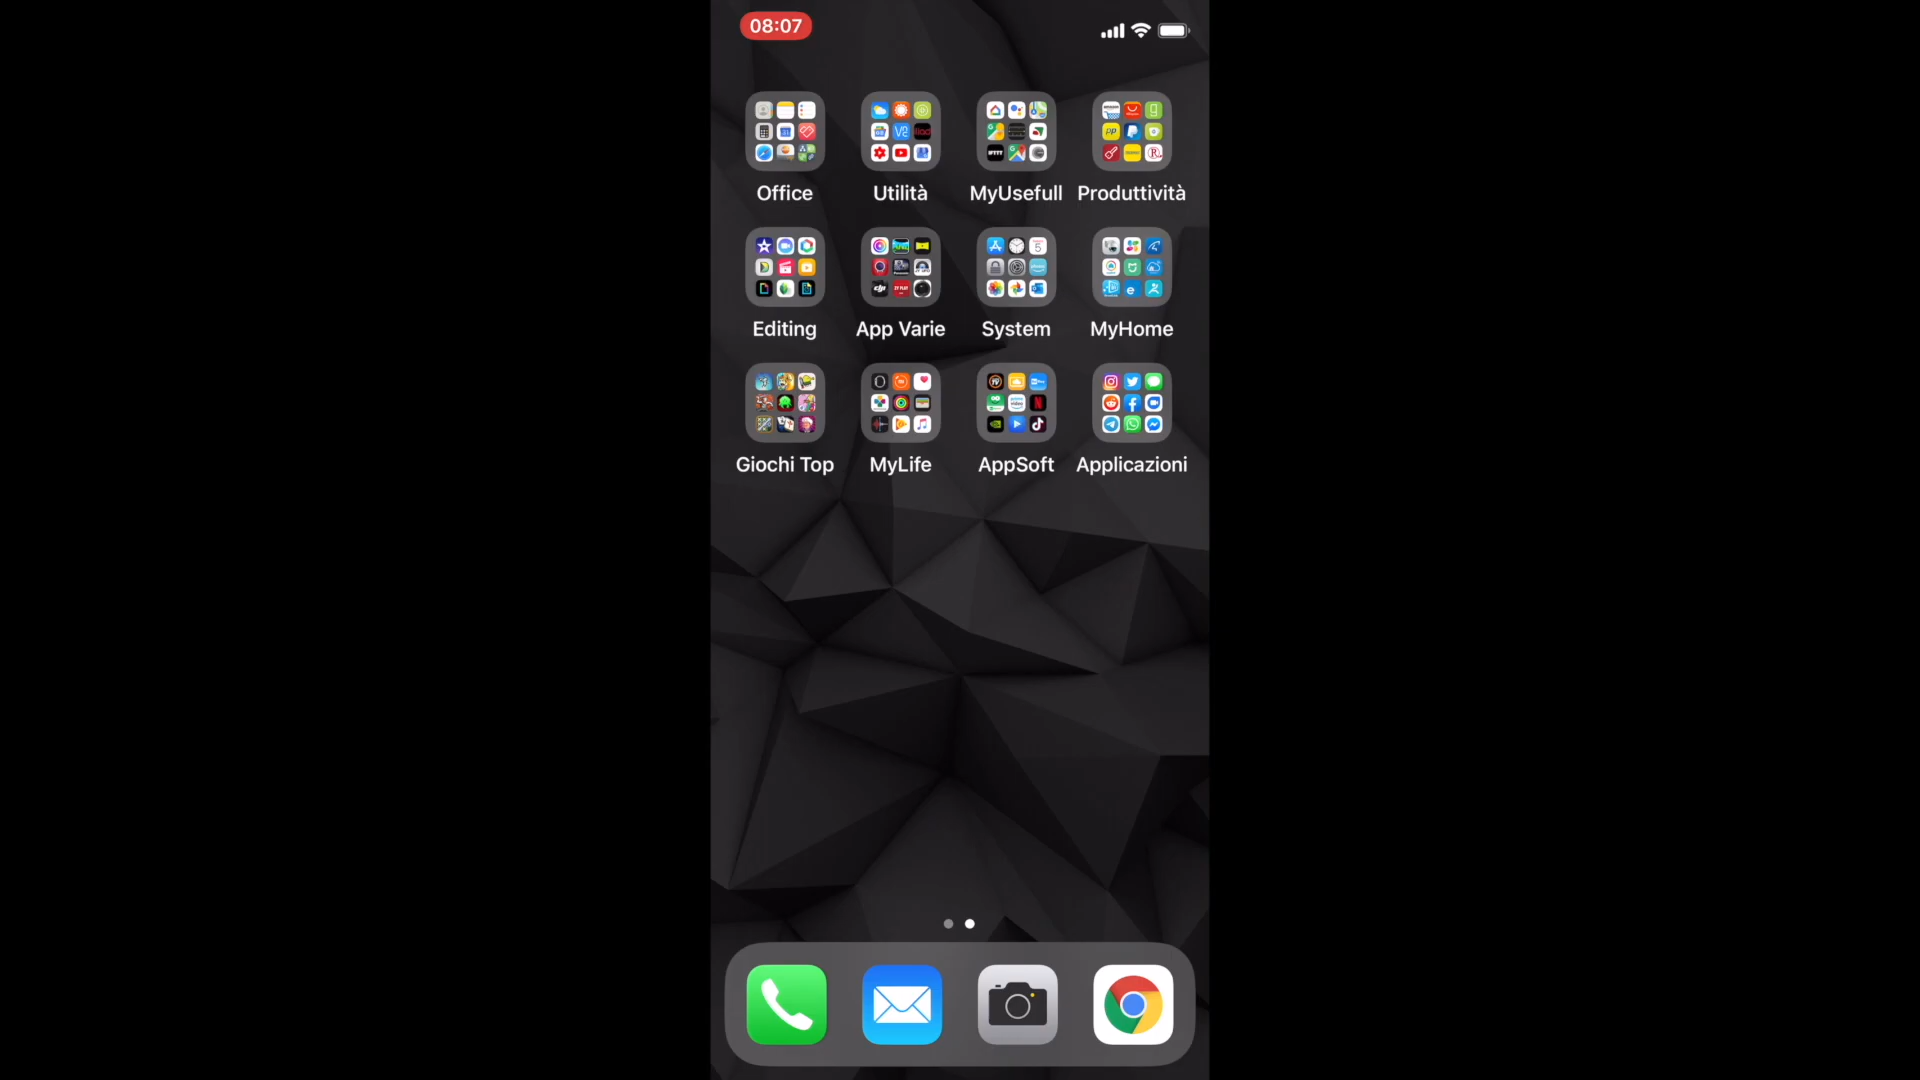 08:07
Office Utilità MyUsefull Produttività
Editing App Varie System MyHome
Giochi Top MyLife AppSoft Applicazioni